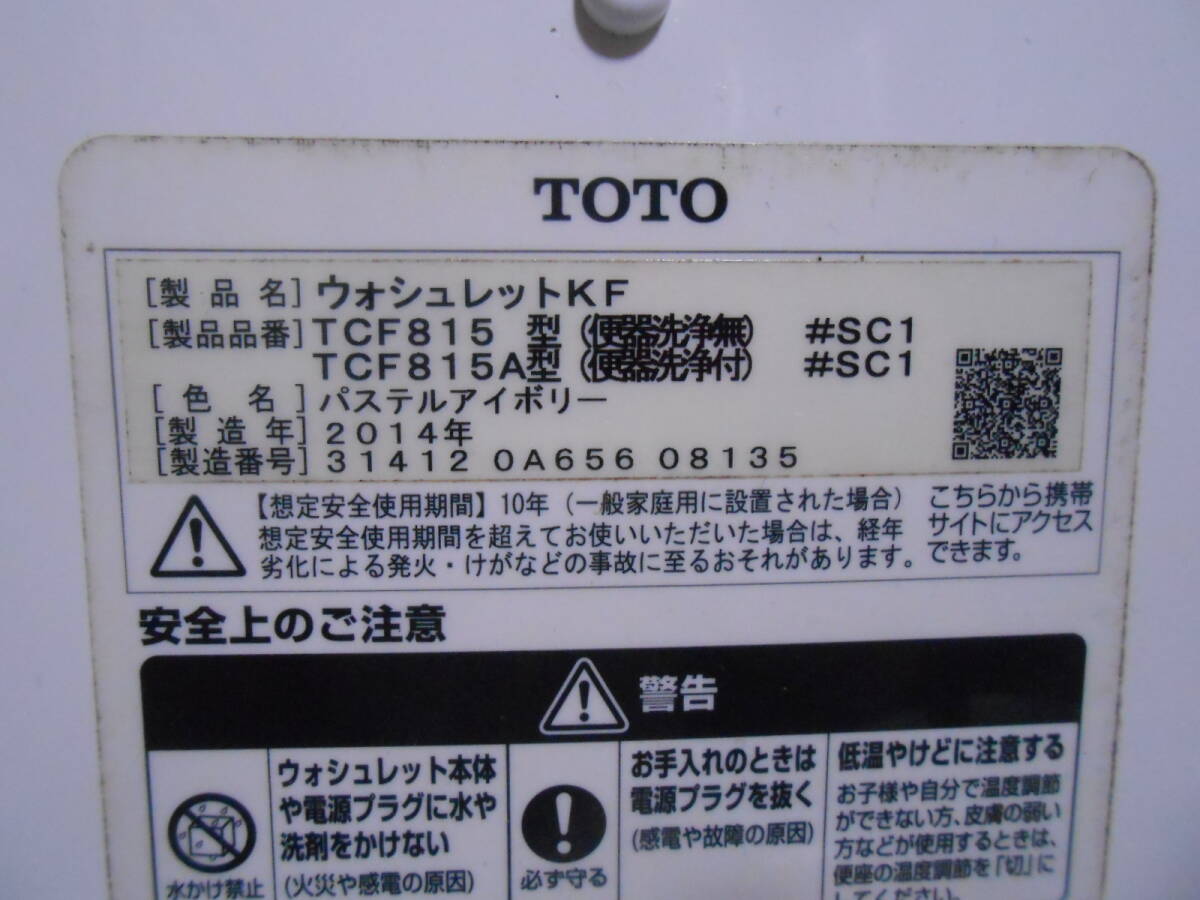 TOTO
[製品名] ウォシュレットKF
[製品品番] TCF815 型 (便器洗浄無) #SC1
TCF815A型 (便器洗浄付) #SC1
[色名] パステルアイボリー
[製造年] 2014年
[製造番号] 31412 0A656 08135
【想定安全使用期間】10年 (一般家庭用に設置された場合)
想定安全使用期間を超えてお使いいただいた場合は、経年
劣化による発火・けがなどの事故に至るおそれがあります。
こちらから携帯
サイトにアクセス
できます。
安全上のご注意
警告
水かけ禁止
ウォシュレット本体
や電源プラグに水や
洗剤をかけない
(火災や感電の原因)
必ず守る
お手入れのときは
電源プラグを抜く
(感電や故障の原因)
低温やけどに注意する
お子様や自分で温度調節
ができない方、皮膚の弱い
方などが使用するときは、
便座の温度調節を「切」に
してください。